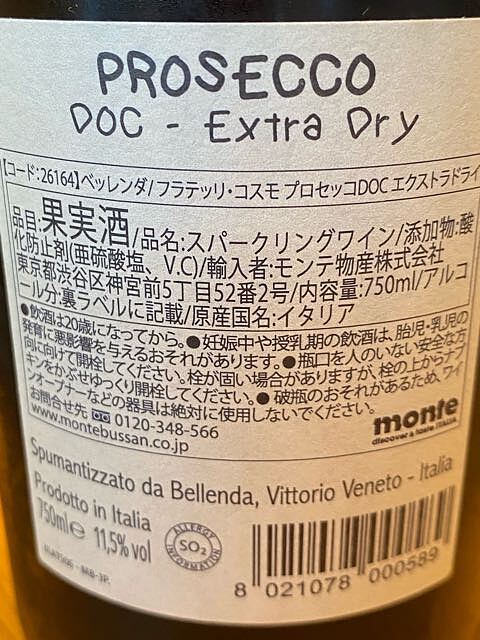 PROSECCO
DOC - Extra Dry
【コード:26164】ベッレンダ/ フラテッリ・コスモ プロセッコDOC エクストラドライ
品目:果実酒/品名:スパークリングワイン/添加物:酸
化防止剤(亜硫酸塩、V.C)/輸入者:モンテ物産株式会社
東京都渋谷区神宮前5丁目52番2号/内容量:750ml/アルコ
ール分:裏ラベルに記載/原産国名:イタリア
●飲酒は20歳になってから。●妊娠中や授乳期の飲酒は、胎児・乳児の
発育に悪影響を与えるおそれがあります。●瓶口を人のいない安全な方
向に向けて開栓してください。栓が固い場合がありますが、栓の上からナプ
キンをかぶせゆっくり開栓してください。●破瓶のおそれがあるため、ワイ
ンオープナーなどの器具は絶対に使用しないでください。
お問合せ先 0120-348-566
www.montebussan.co.jp
monte
discover & taste ITALIA
Spumantizzato da Bellenda, Vittorio Veneto - Italia
Prodotto in Italia
750ml e 11,5% vol
ALLERGY
SO2
INFORMATION
8 021078 000589